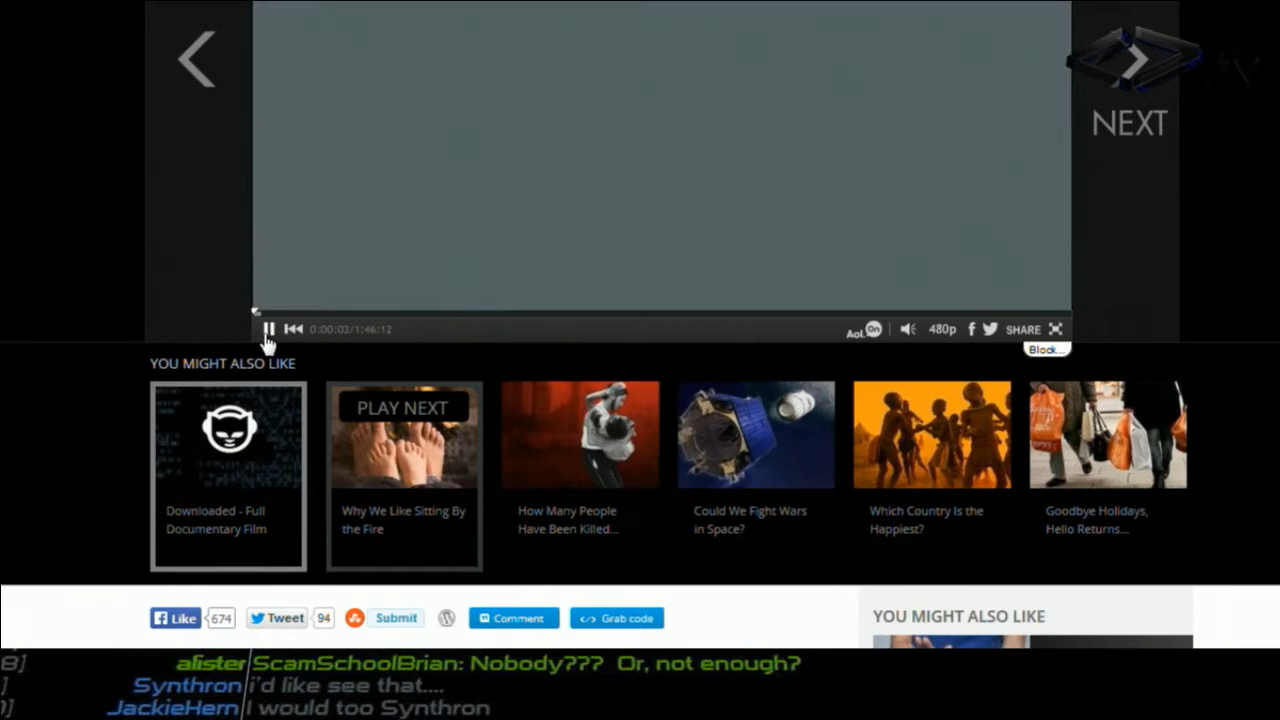 NEXT
0:00:03/1:46:12
Aol. On
480p
SHARE
Block...
YOU MIGHT ALSO LIKE
PLAY NEXT
Downloaded - Full
Documentary Film
Why We Like Sitting By
the Fire
How Many People
Have Been Killed...
Could We Fight Wars
in Space?
Which Country Is the
Happiest?
Goodbye Holidays,
Hello Returns...
Like 674 Tweet 94 Submit Comment Grab code
YOU MIGHT ALSO LIKE
8] alister ScamSchoolBrian: Nobody??? Or, not enough?
] Synthron i'd like see that....
)] JackieHern I would too Synthron